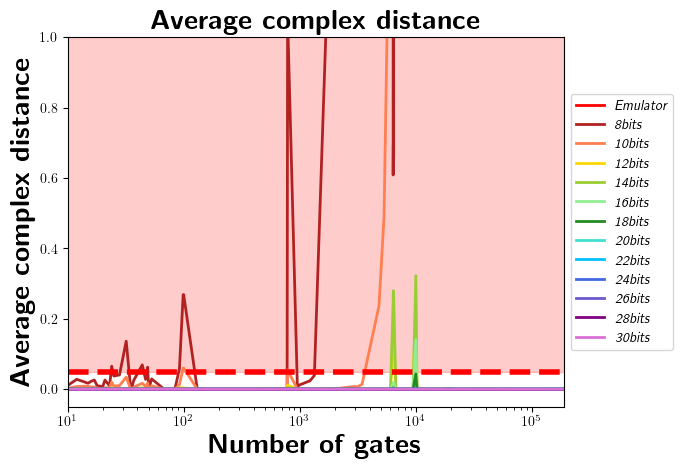 Average complex distance
Average complex distance
1.0
0.8
0.6
0.4
0.2
0.0
10^1 10^2 10^3 10^4 10^5
Number of gates
Emulator
8bits
10bits
12bits
14bits
16bits
18bits
20bits
22bits
24bits
26bits
28bits
30bits